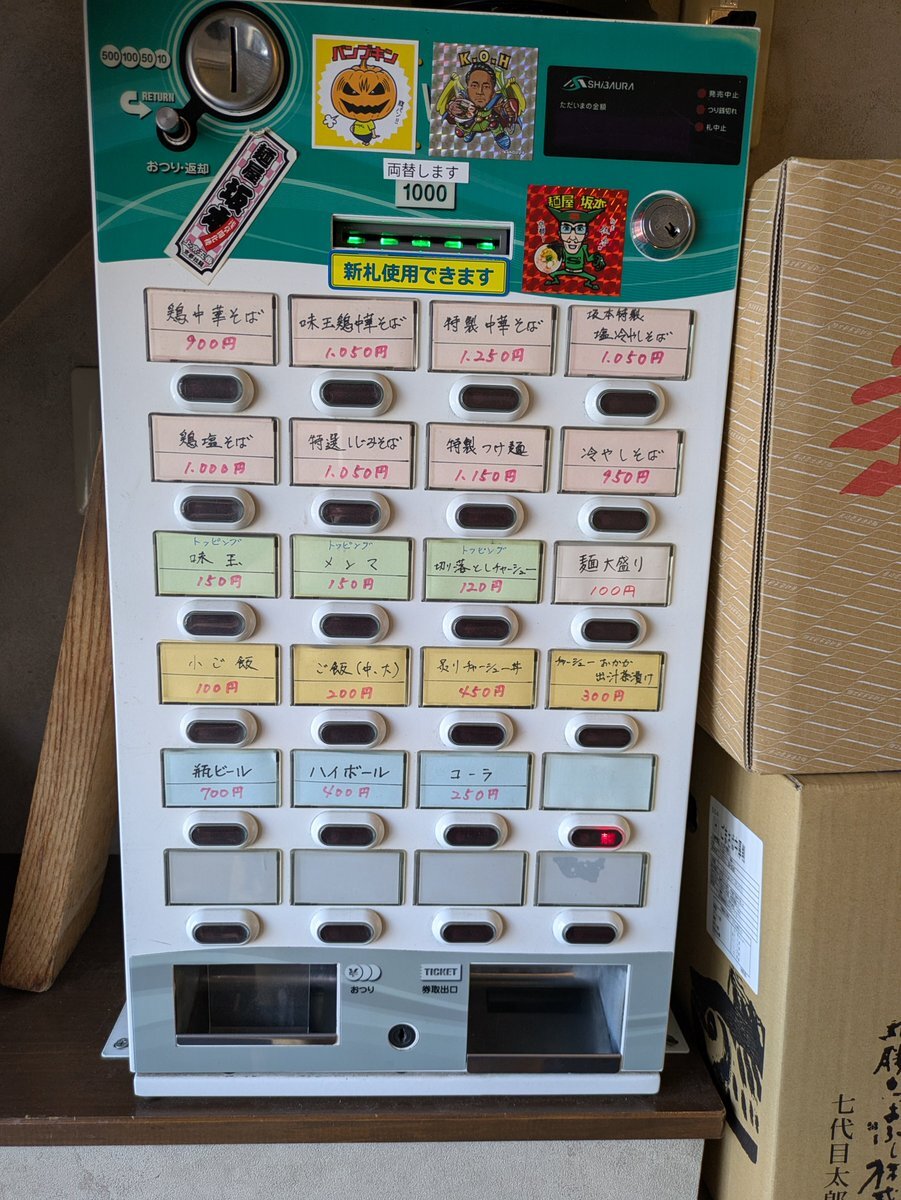 500 100 50 10
RETURN
おつり・返却
パンプキン
K.O.H
SHIBAURA
ただいまの金額
発売中止
つり銭切れ
札中止
両替します
1000
麺屋 坂本
麺屋 坂本
新札使用できます
鶏中華そば
900円
味玉鶏中華そば
1.050円
特製中華そば
1.250円
坂本特製
塩冷やしそば
1.050円
鶏塩そば
1.000円
特選しじみそば
1.050円
特製つけ麺
1.150円
冷やしそば
950円
トッピング
味玉
150円
トッピング
メンマ
150円
トッピング
切り落としチャーシュー
120円
麺大盛り
100円
小ご飯
100円
ご飯(中、大)
200円
炙りチャーシュー丼
450円
チャーシューおかか
出汁茶漬け
300円
瓶ビール
700円
ハイボール
400円
コーラ
250円
おつり
TICKET
券取出口
七代目太郎